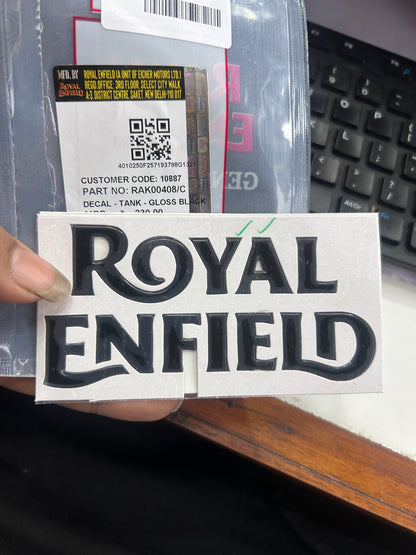 MFD. BY
ROYAL ENFIELD (A UNIT OF EICHER MOTORS LTD.)
REGD. OFFICE, 3RD FLOOR, SELECT CITY WALK,
A-3, DISTRICT CENTRE, SAKET, NEW DELHI-110 017
ROYAL
ENFIELD
CUSTOMER CODE: 10887
PART NO: RAK00408/C
DECAL - TANK - GLOSS BLACK
ROYAL
ENFIELD